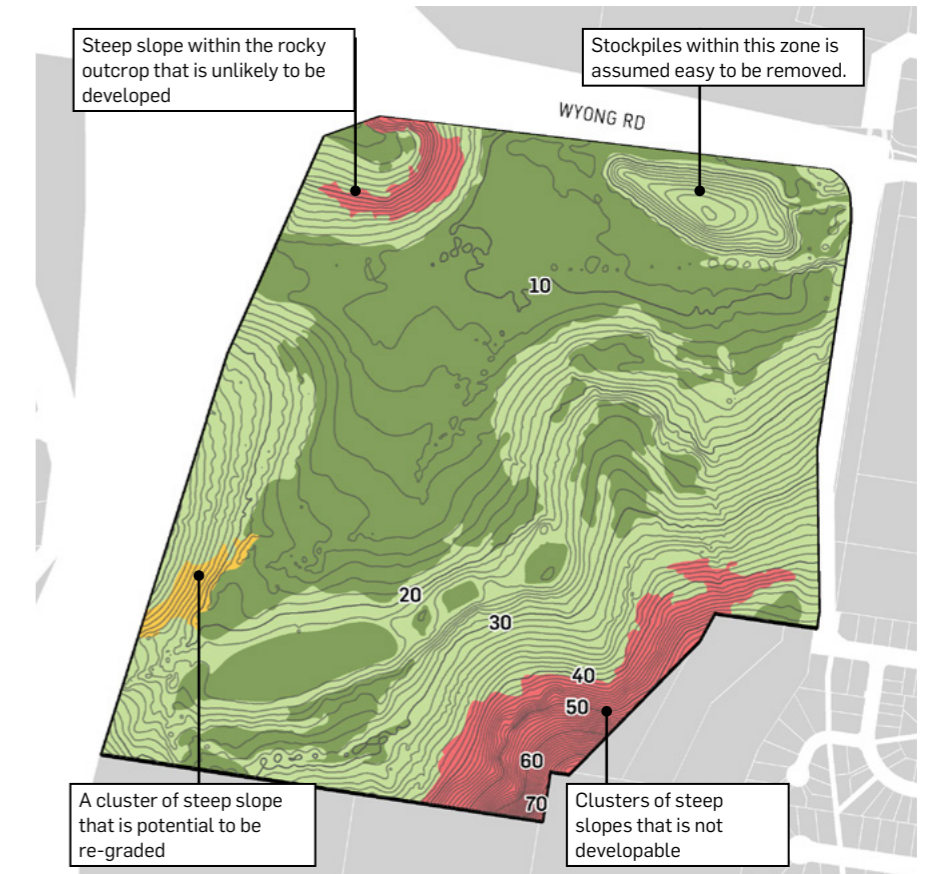 Steep slope within the rocky
outcrop that is unlikely to be
developed
Stockpiles within this zone is
assumed easy to be removed.
WYONG RD
10
20
30
40
50
60
70
A cluster of steep slope
that is potential to be
re-graded
Clusters of steep
slopes that is not
developable